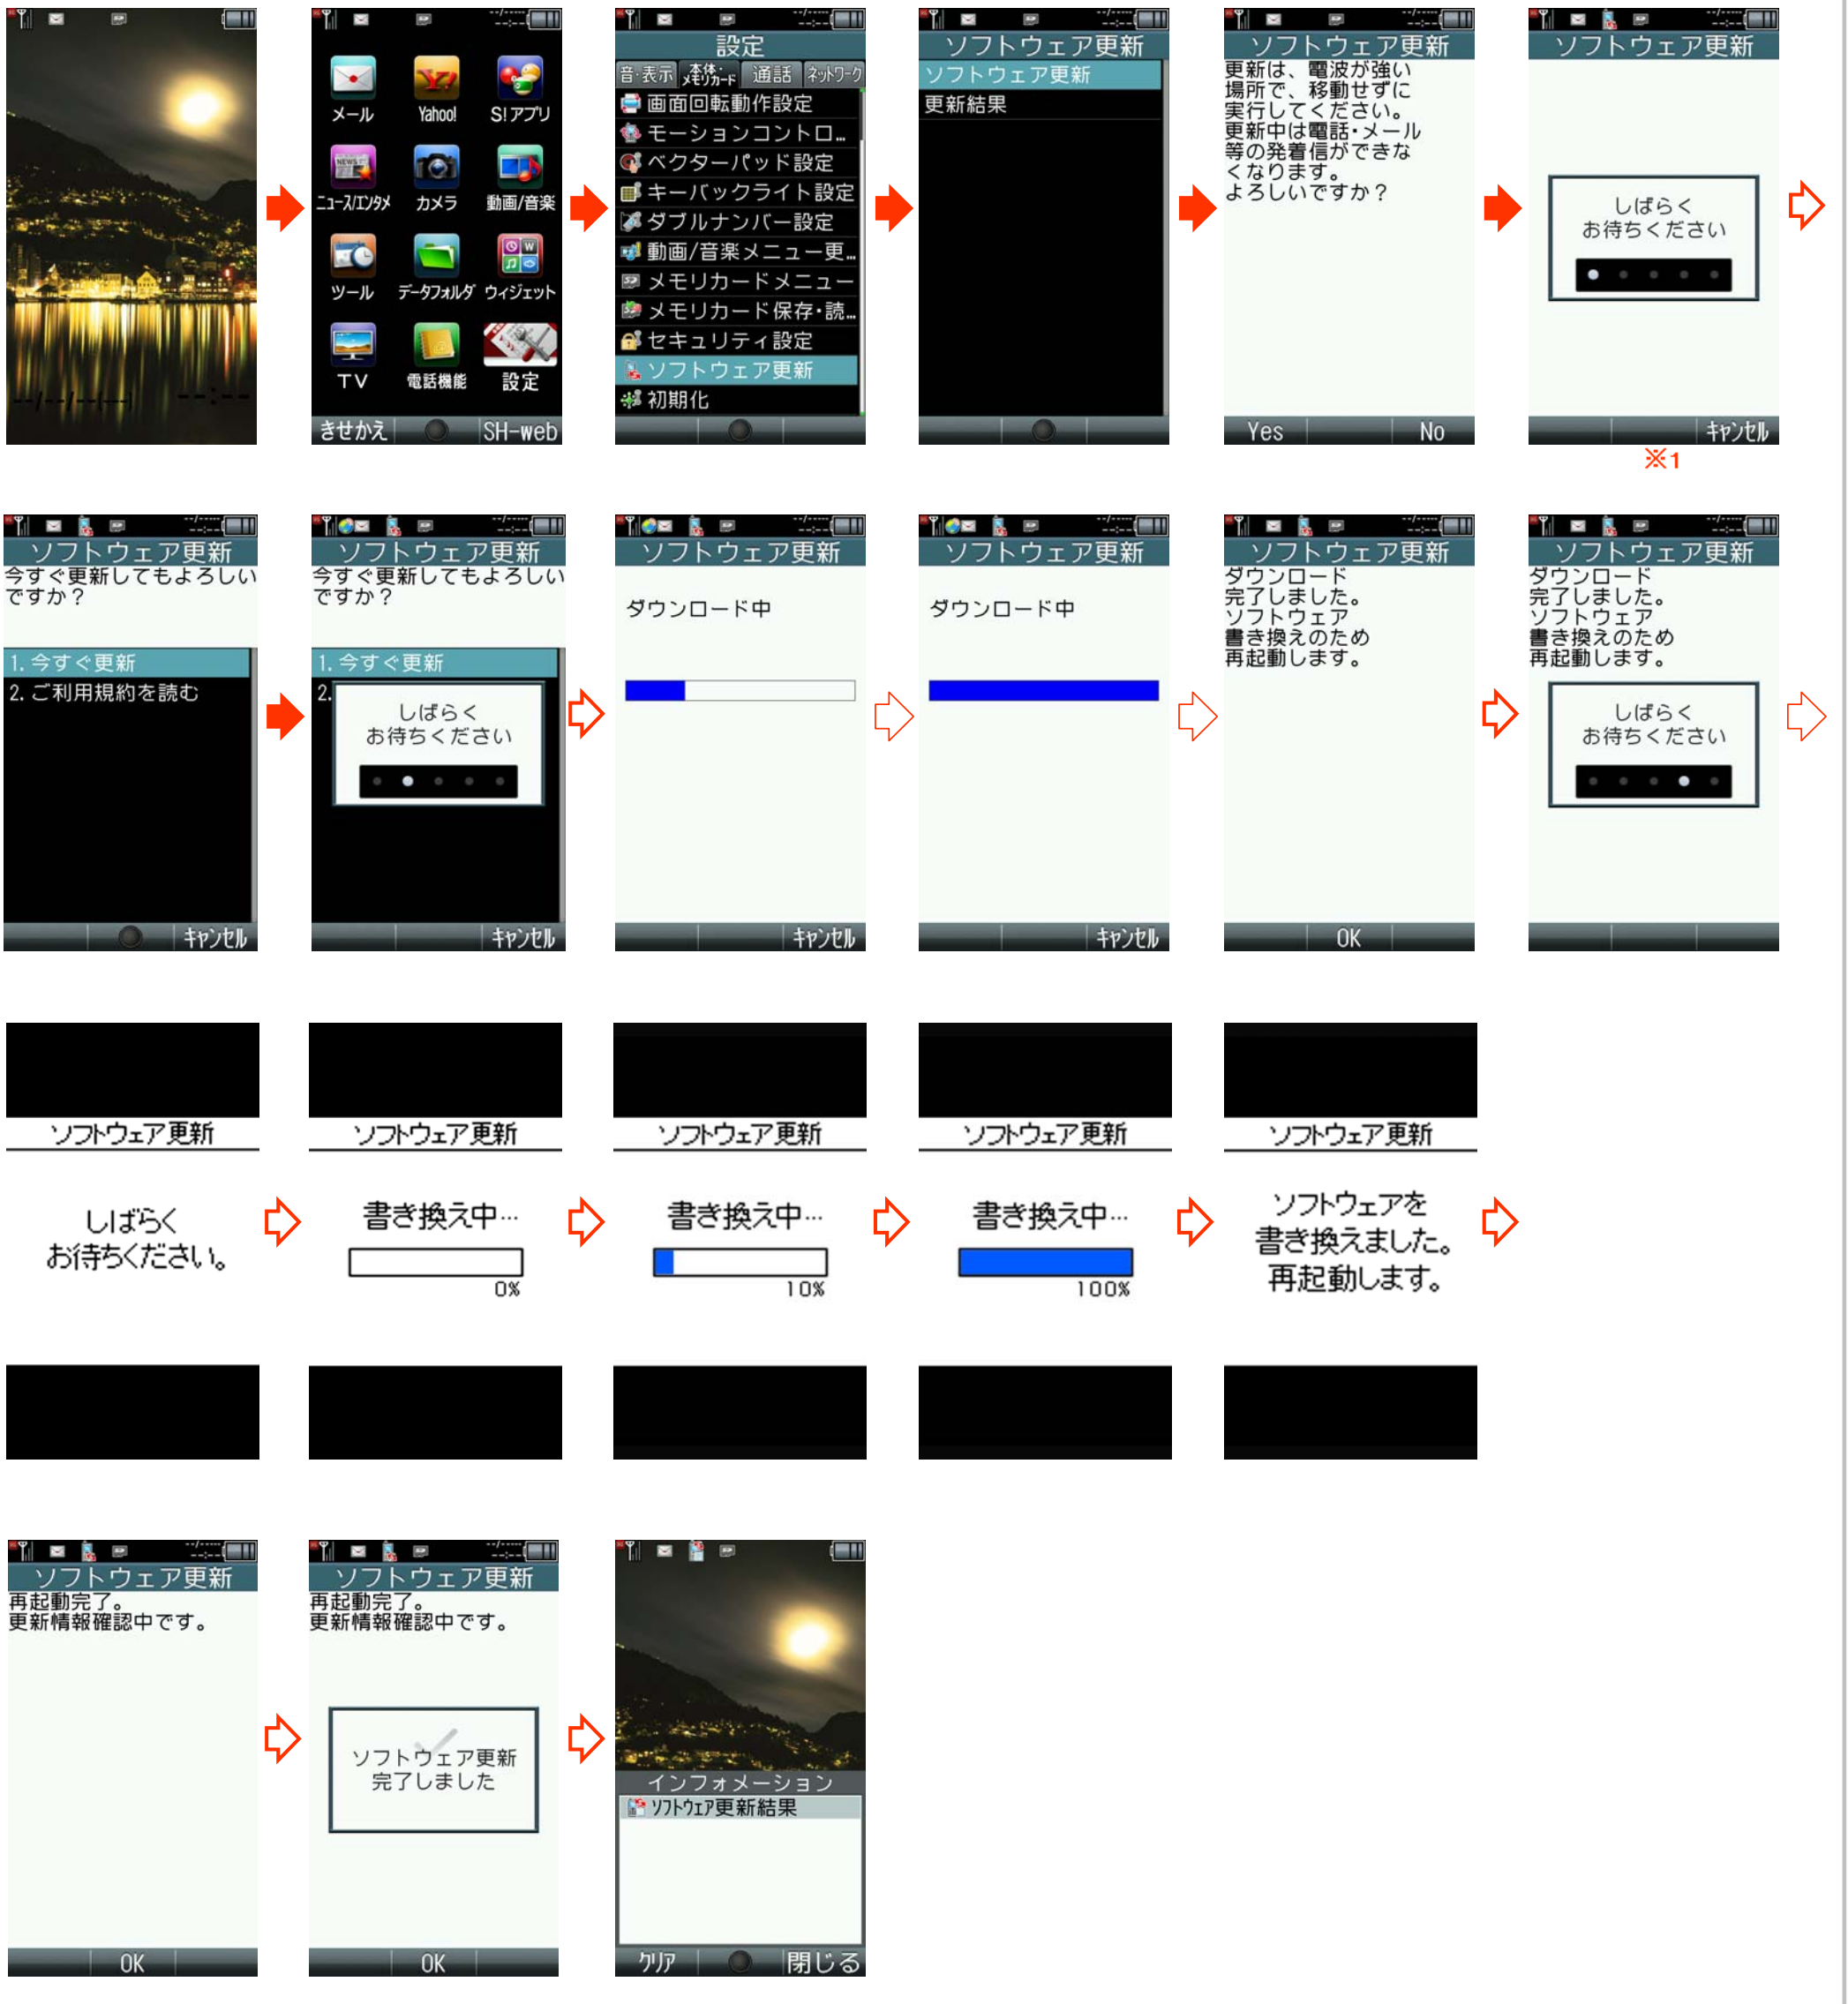 --/--/--[---] --:--
--/-----
--:--
メール Yahoo! S!アプリ
NEWS
ニュース/エンタメ カメラ 動画/音楽
ツール データフォルダ ウィジェット
TV 電話機能 設定
きせかえ SH-web
--/-----
--:--
設定
音・表示 本体・メモリカード 通話 ネットワーク
画面回転動作設定
モーションコントロ…
ベクターパッド設定
キーバックライト設定
ダブルナンバー設定
動画/音楽メニュー更…
メモリカードメニュー
メモリカード保存・読…
セキュリティ設定
ソフトウェア更新
初期化
--/-----
--:--
ソフトウェア更新
ソフトウェア更新
更新結果
--/-----
--:--
ソフトウェア更新
更新は、電波が強い
場所で、移動せずに
実行してください。
更新中は電話・メール
等の発着信ができな
くなります。
よろしいですか？
Yes No
--/-----
--:--
ソフトウェア更新
しばらく
お待ちください
キャンセル
※1
--/-----
--:--
ソフトウェア更新
今すぐ更新してもよろしい
ですか？
1.今すぐ更新
2.ご利用規約を読む
キャンセル
--/-----
--:--
ソフトウェア更新
今すぐ更新してもよろしい
ですか？
1.今すぐ更新
2.
しばらく
お待ちください
キャンセル
--/-----
--:--
ソフトウェア更新
ダウンロード中
キャンセル
--/-----
--:--
ソフトウェア更新
ダウンロード中
キャンセル
--/-----
--:--
ソフトウェア更新
ダウンロード
完了しました。
ソフトウェア
書き換えのため
再起動します。
OK
--/-----
--:--
ソフトウェア更新
ダウンロード
完了しました。
ソフトウェア
書き換えのため
再起動します。
しばらく
お待ちください
ソフトウェア更新
しばらく
お待ちください。
ソフトウェア更新
書き換え中…
0%
ソフトウェア更新
書き換え中…
10%
ソフトウェア更新
書き換え中…
100%
ソフトウェア更新
ソフトウェアを
書き換えました。
再起動します。
--/-----
--:--
ソフトウェア更新
再起動完了。
更新情報確認中です。
OK
--/-----
--:--
ソフトウェア更新
再起動完了。
更新情報確認中です。
ソフトウェア更新
完了しました
OK
インフォメーション
ソフトウェア更新結果
クリア 閉じる